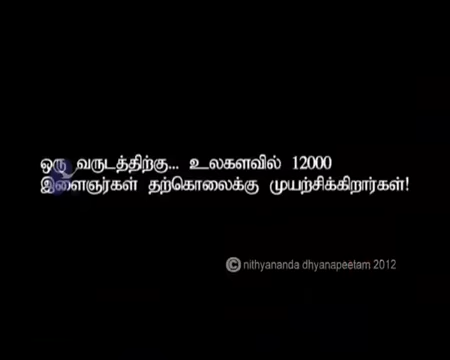 ஒரு வருடத்திற்கு... உலகளவில் 12000
இளைஞர்கள் தற்கொலைக்கு முயற்சிக்கிறார்கள்!
© nithyananda dhyanapeetam 2012